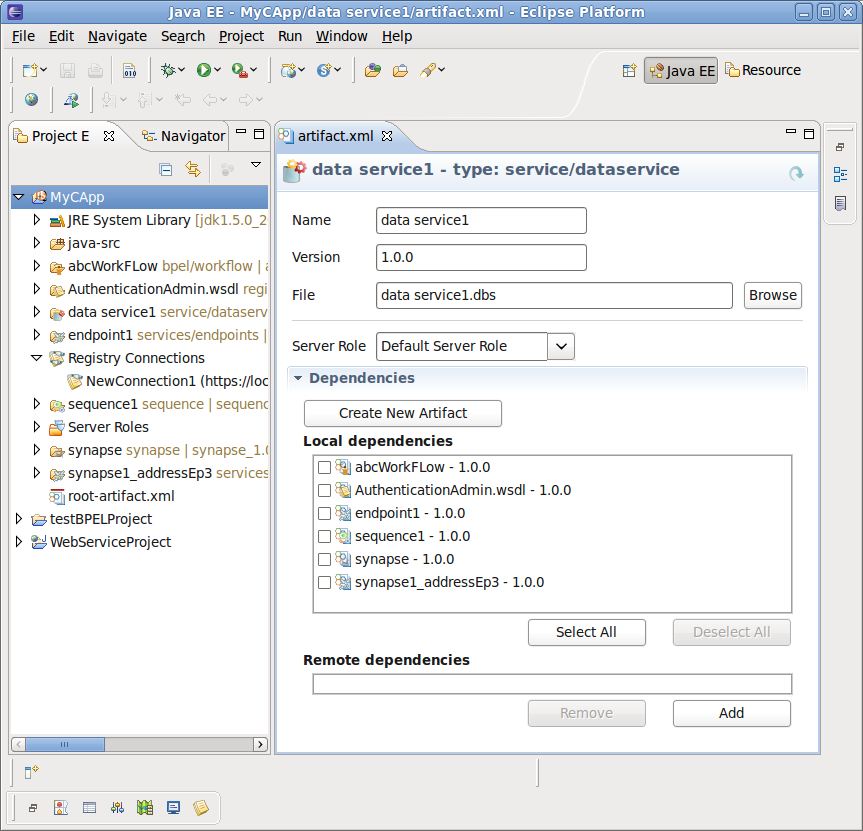 Java EE - MyCApp/data service1/artifact.xml - Eclipse Platform
File Edit Navigate Search Project Run Window Help
Java EE Resource
Project E Navigator
MyCApp
JRE System Library [jdk1.5.0_2
java-src
abcWorkFLow bpel/workflow |
AuthenticationAdmin.wsdl regi
data service1 service/dataserv
endpoint1 services/endpoints |
Registry Connections
NewConnection1 (https://loc
sequence1 sequence | sequenc
Server Roles
synapse synapse | synapse_1.0
synapse1_addressEp3 services
root-artifact.xml
testBPELProject
WebServiceProject
artifact.xml
data service1 - type: service/dataservice
Name data service1
Version 1.0.0
File data service1.dbs Browse
Server Role Default Server Role
Dependencies
Create New Artifact
Local dependencies
abcWorkFLow - 1.0.0
AuthenticationAdmin.wsdl - 1.0.0
endpoint1 - 1.0.0
sequence1 - 1.0.0
synapse - 1.0.0
synapse1_addressEp3 - 1.0.0
Select All Deselect All
Remote dependencies
Remove Add